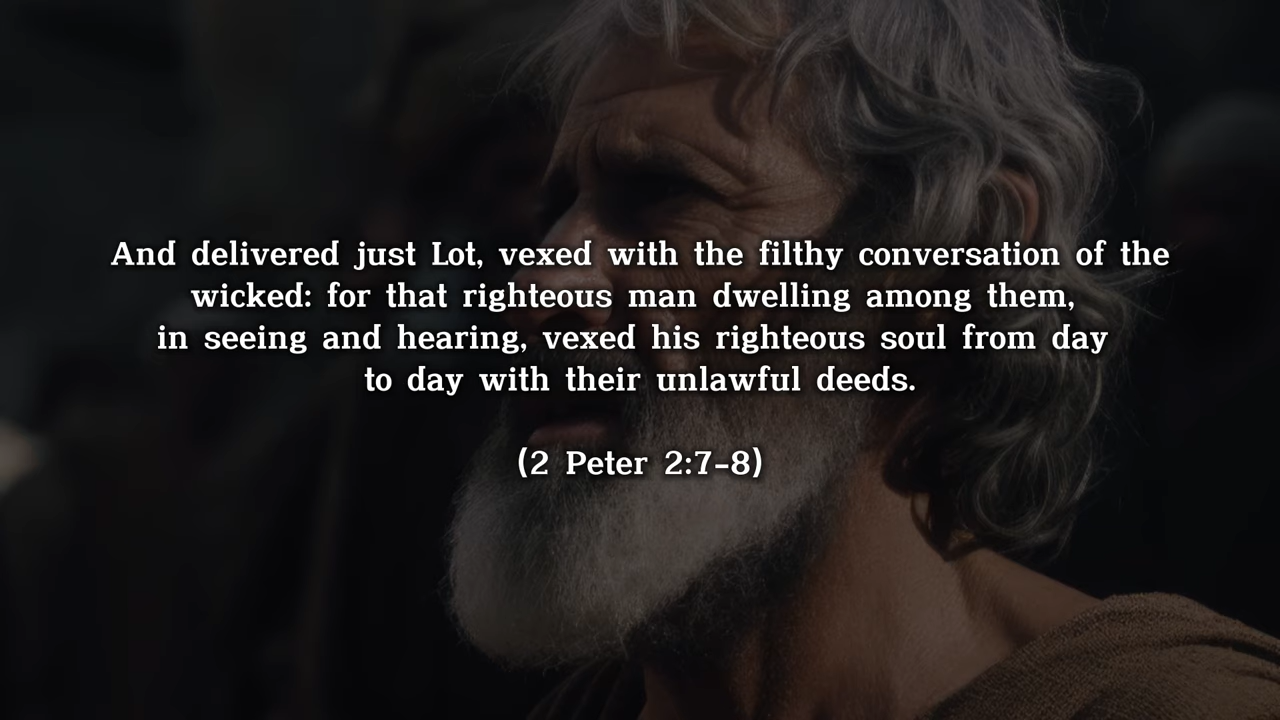 And delivered just Lot, vexed with the filthy conversation of the
wicked: for that righteous man dwelling among them,
in seeing and hearing, vexed his righteous soul from day
to day with their unlawful deeds.
(2 Peter 2:7-8)